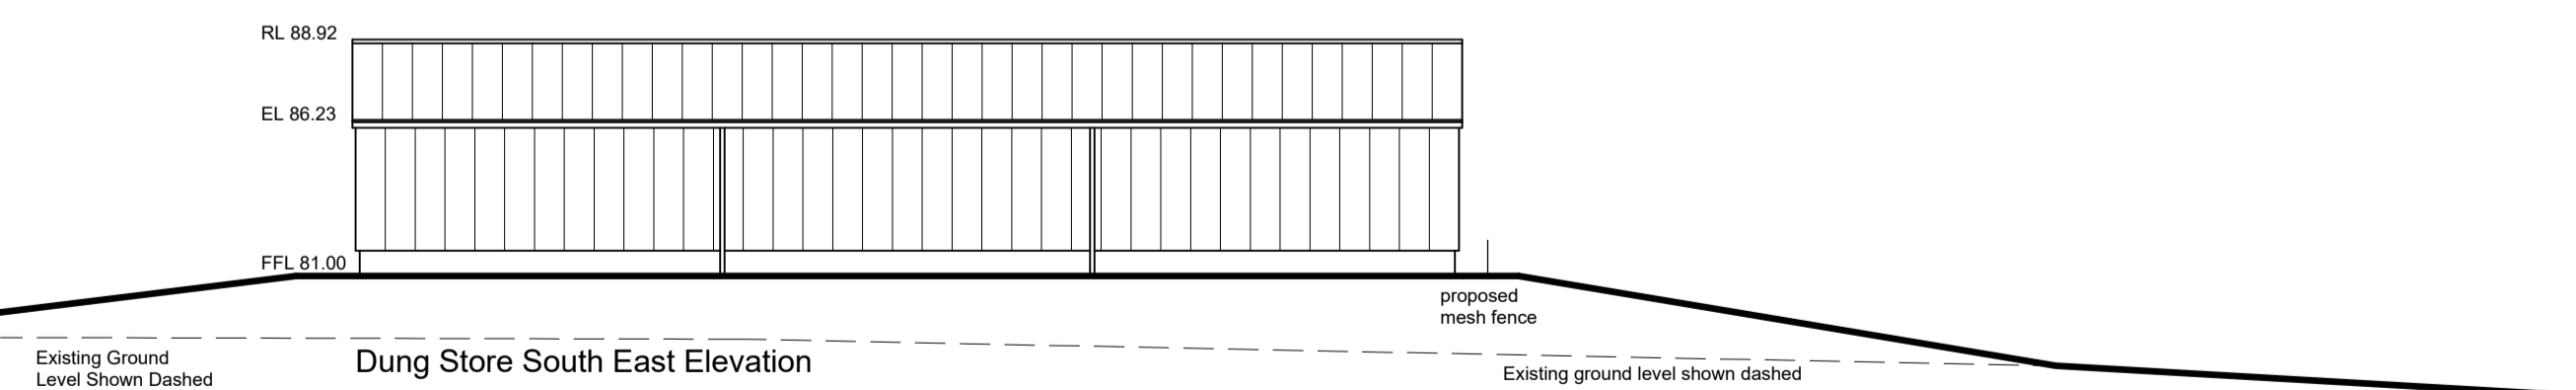 RL 88.92
EL 86.23
FFL 81.00
proposed
mesh fence
Existing Ground
Level Shown Dashed
Dung Store South East Elevation
Existing ground level shown dashed